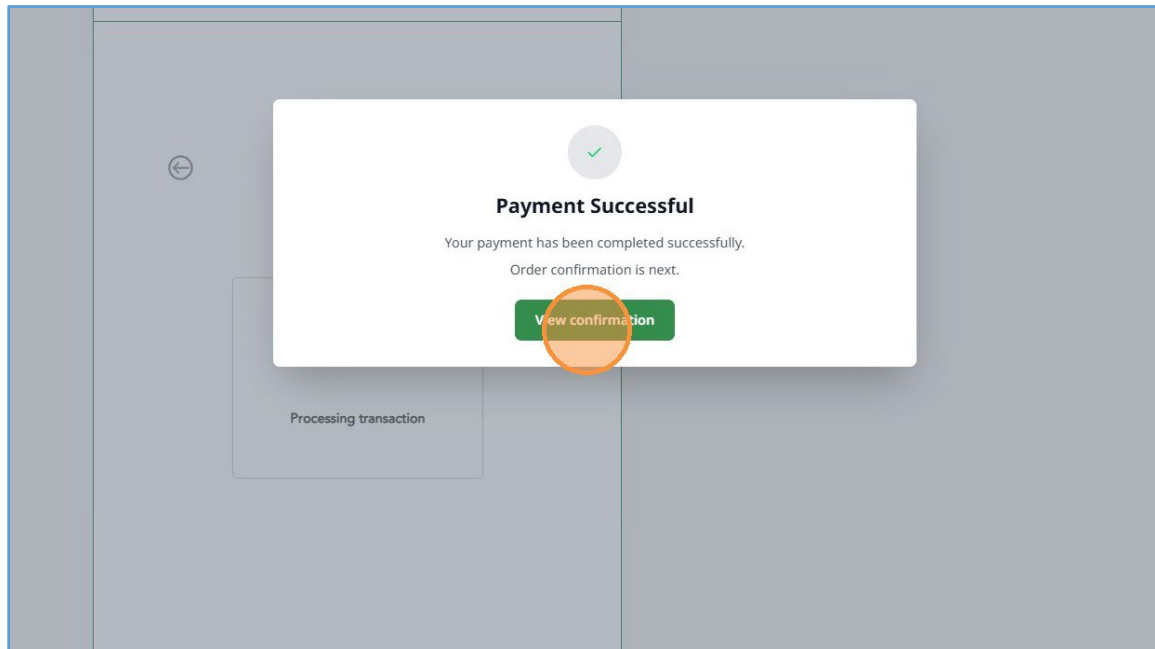 Payment Successful
Your payment has been completed successfully.
Order confirmation is next.
View confirmation
Processing transaction